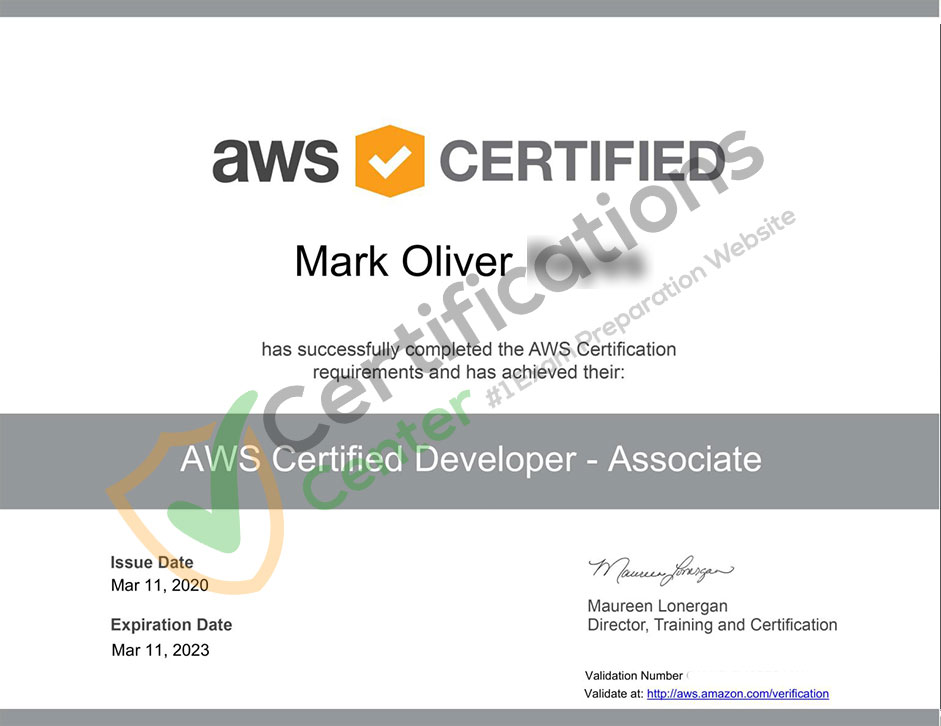 aws CERTIFIED
Mark Oliver
has successfully completed the AWS Certification
requirements and has achieved their:
AWS Certified Developer - Associate
Certifications
Center
#1 Exam Preparation Website
Issue Date
Mar 11, 2020
Expiration Date
Mar 11, 2023
Maureen Lonergan
Maureen Lonergan
Director, Training and Certification
Validation Number
Validate at: http://aws.amazon.com/verification